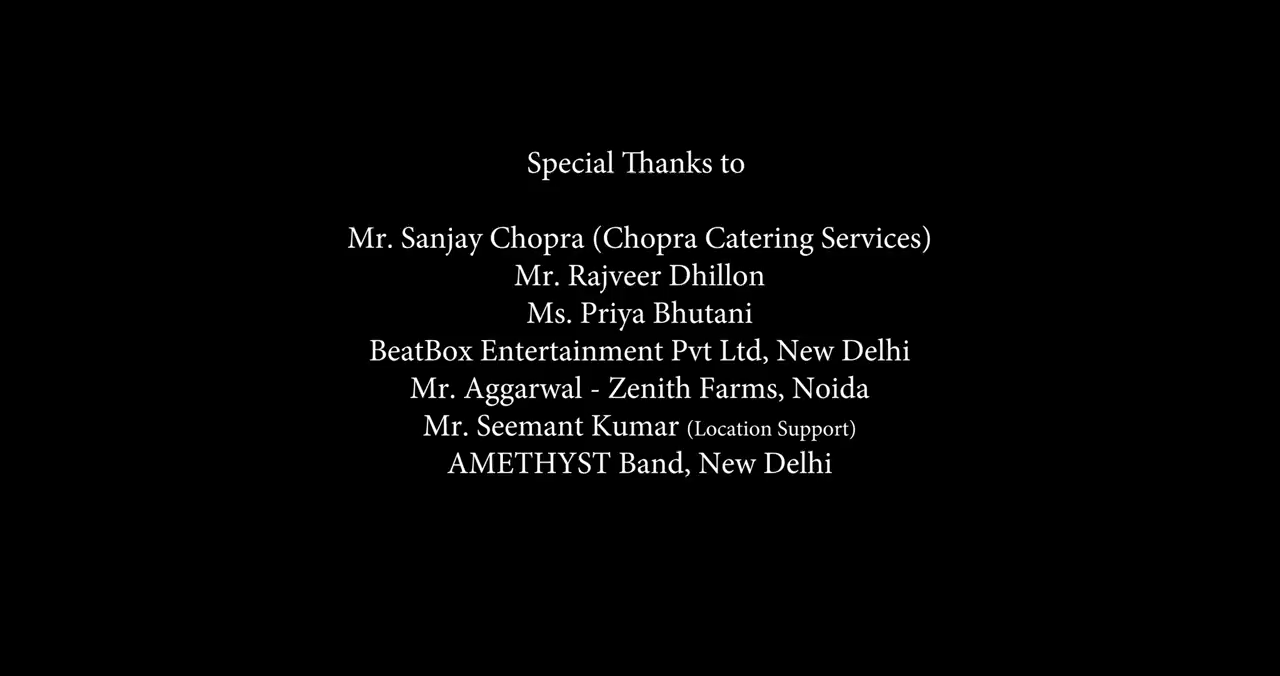 Special Thanks to
Mr. Sanjay Chopra (Chopra Catering Services)
Mr. Rajveer Dhillon
Ms. Priya Bhutani
BeatBox Entertainment Pvt Ltd, New Delhi
Mr. Aggarwal - Zenith Farms, Noida
Mr. Seemant Kumar (Location Support)
AMETHYST Band, New Delhi